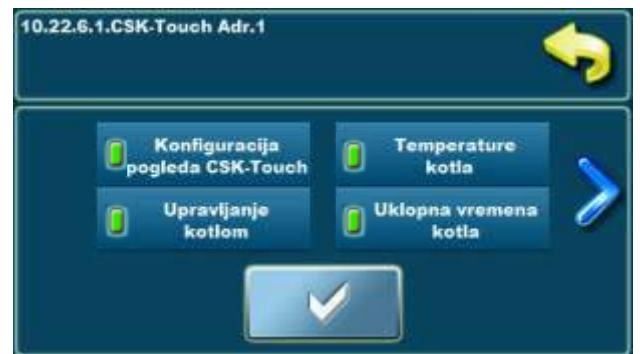 10.22.6.1.CSK-Touch Adr.1
Konfiguracija
pogleda CSK-Touch
Temperature
kotla
Upravljanje
kotlom
Uklopna vremena
kotla